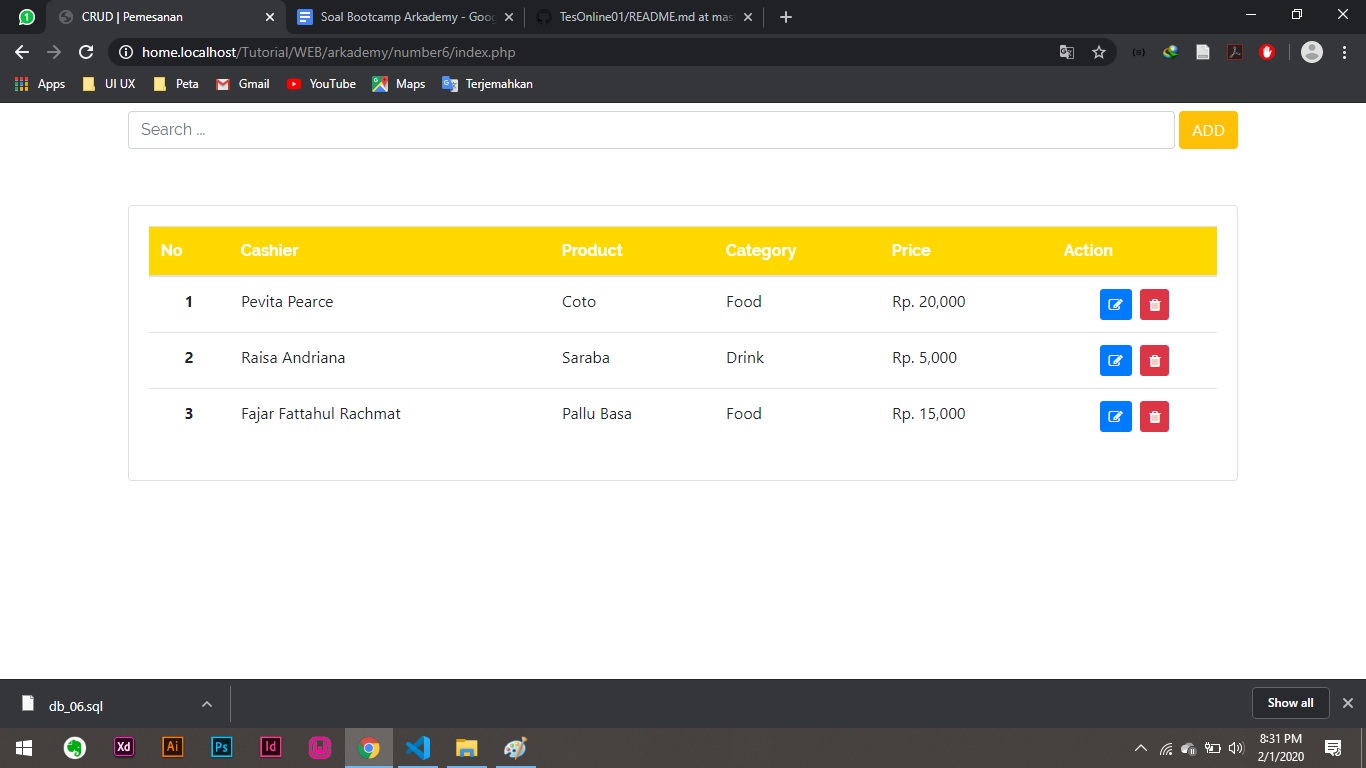 1
CRUD | Pemesanan
Soal Bootcamp Arkademy - Goog
TesOnline01/README.md at mas
home.localhost/Tutorial/WEB/arkademy/number6/index.php
Apps
UI UX
Peta
Gmail
YouTube
Maps
Terjemahkan
Search ...
ADD
No Cashier Product Category Price Action
1 Pevita Pearce Coto Food Rp. 20,000
2 Raisa Andriana Saraba Drink Rp. 5,000
3 Fajar Fattahul Rachmat Pallu Basa Food Rp. 15,000
db_06.sql
Show all
Xd
Ai
Ps
Id
8:31 PM
2/1/2020